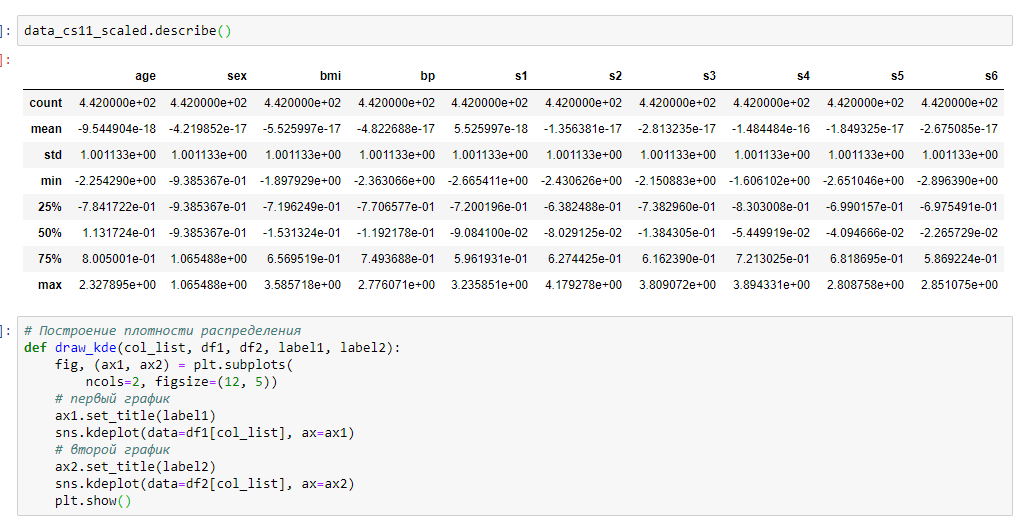 ]: data_cs11_scaled.describe()
]:
age sex bmi bp s1 s2 s3 s4 s5 s6
count 4.420000e+02 4.420000e+02 4.420000e+02 4.420000e+02 4.420000e+02 4.420000e+02 4.420000e+02 4.420000e+02 4.420000e+02 4.420000e+02
mean -9.544904e-18 -4.219852e-17 -5.525997e-17 -4.822688e-17 5.525997e-18 -1.356381e-17 -2.813235e-17 -1.484484e-16 -1.849325e-17 -2.675085e-17
std 1.001133e+00 1.001133e+00 1.001133e+00 1.001133e+00 1.001133e+00 1.001133e+00 1.001133e+00 1.001133e+00 1.001133e+00 1.001133e+00
min -2.254290e+00 -9.385367e-01 -1.897929e+00 -2.363066e+00 -2.665411e+00 -2.430626e+00 -2.150883e+00 -1.606102e+00 -2.651046e+00 -2.896390e+00
25% -7.841722e-01 -9.385367e-01 -7.196249e-01 -7.706577e-01 -7.200196e-01 -6.382488e-01 -7.382960e-01 -8.303008e-01 -6.990157e-01 -6.975491e-01
50% 1.131724e-01 -9.385367e-01 -1.531324e-01 -1.192178e-01 -9.084100e-02 -8.029125e-02 -1.384305e-01 -5.449919e-02 -4.094666e-02 -2.265729e-02
75% 8.005001e-01 1.065488e+00 6.569519e-01 7.493688e-01 5.961931e-01 6.274425e-01 6.162390e-01 7.213025e-01 6.818695e-01 5.869224e-01
max 2.327895e+00 1.065488e+00 3.585718e+00 2.776071e+00 3.235851e+00 4.179278e+00 3.809072e+00 3.894331e+00 2.808758e+00 2.851075e+00
]: # Построение плотности распределения
def draw_kde(col_list, df1, df2, label1, label2):
    fig, (ax1, ax2) = plt.subplots(
        ncols=2, figsize=(12, 5))
    # первый график
    ax1.set_title(label1)
    sns.kdeplot(data=df1[col_list], ax=ax1)
    # второй график
    ax2.set_title(label2)
    sns.kdeplot(data=df2[col_list], ax=ax2)
    plt.show()